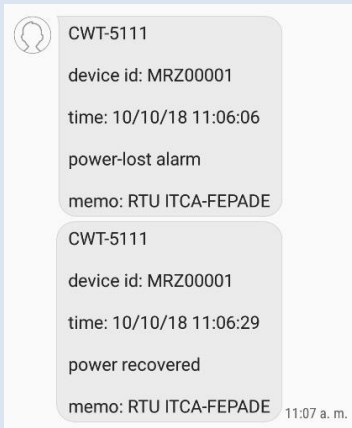 CWT-5111
device id: MRZ00001
time: 10/10/18 11:06:06
power-lost alarm
memo: RTU ITCA-FEPADE
CWT-5111
device id: MRZ00001
time: 10/10/18 11:06:29
power recovered
memo: RTU ITCA-FEPADE
11:07 a. m.